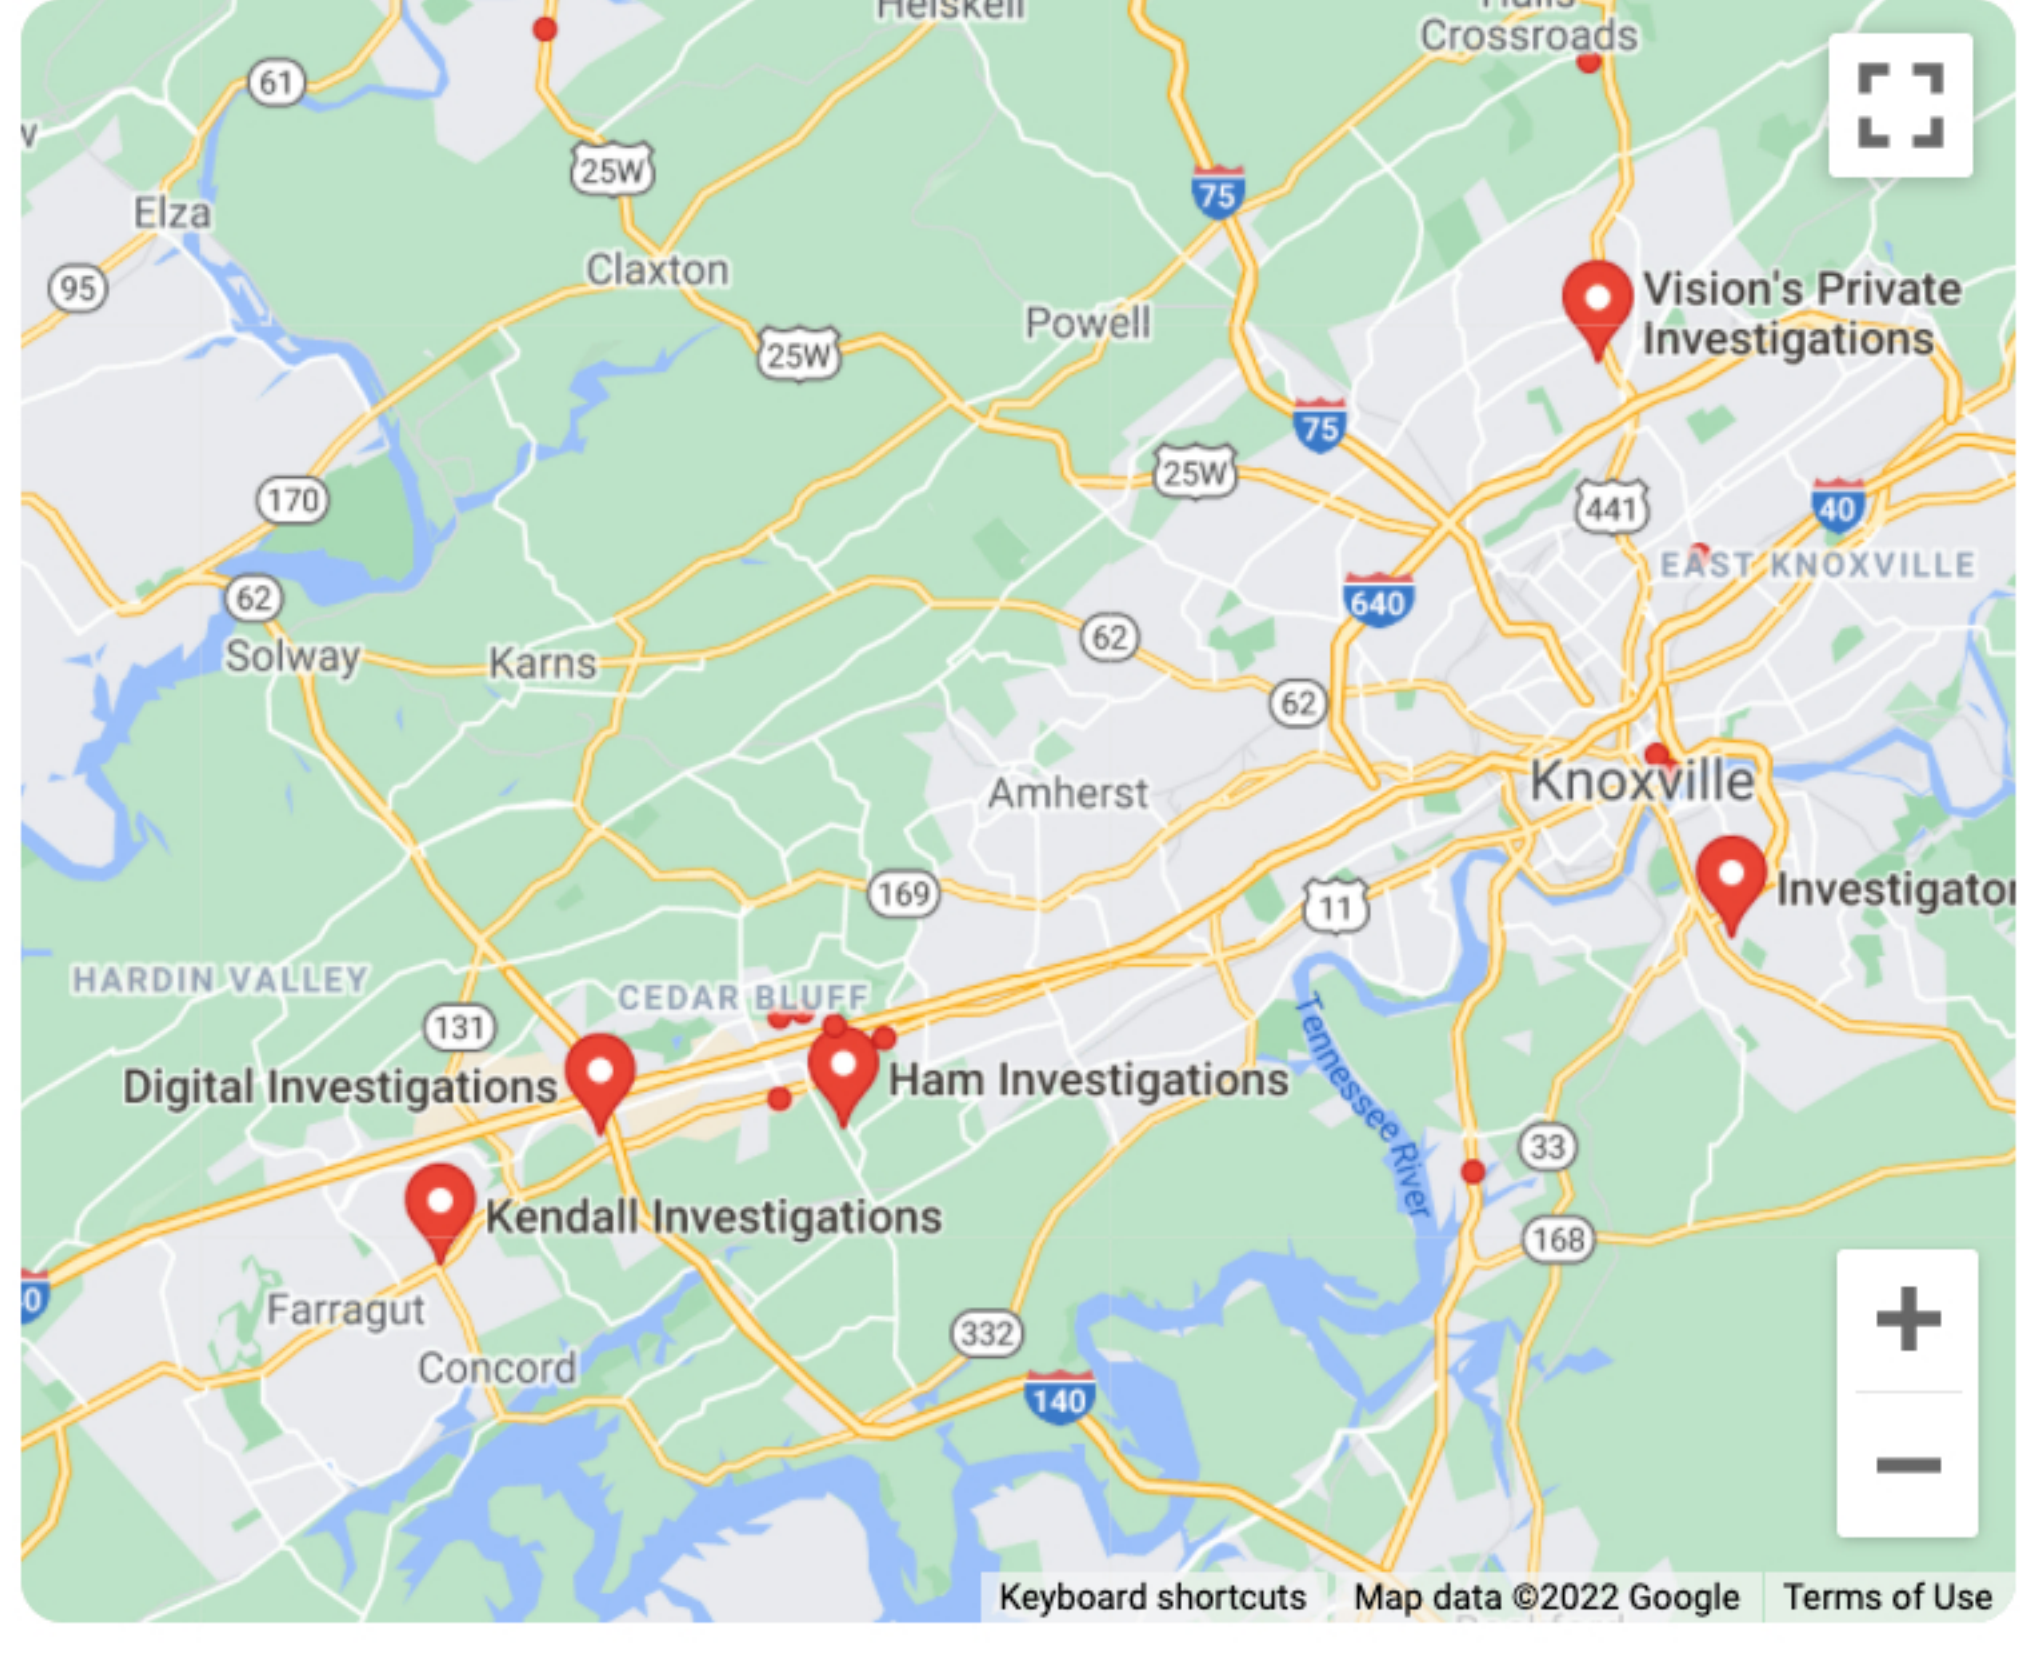 Heiskell
Halls
Crossroads
61
25W
75
Elza
95
Claxton
Powell
Vision's Private
Investigations
25W
75
25W
170
441
40
EAST KNOXVILLE
62
640
Solway
Karns
62
62
Amherst
Knoxville
169
11
Investigator
HARDIN VALLEY
CEDAR BLUFF
131
Digital Investigations
Ham Investigations
Tennessee River
33
Kendall Investigations
168
0
Farragut
332
Concord
140
Keyboard shortcuts
Map data ©2022 Google
Terms of Use